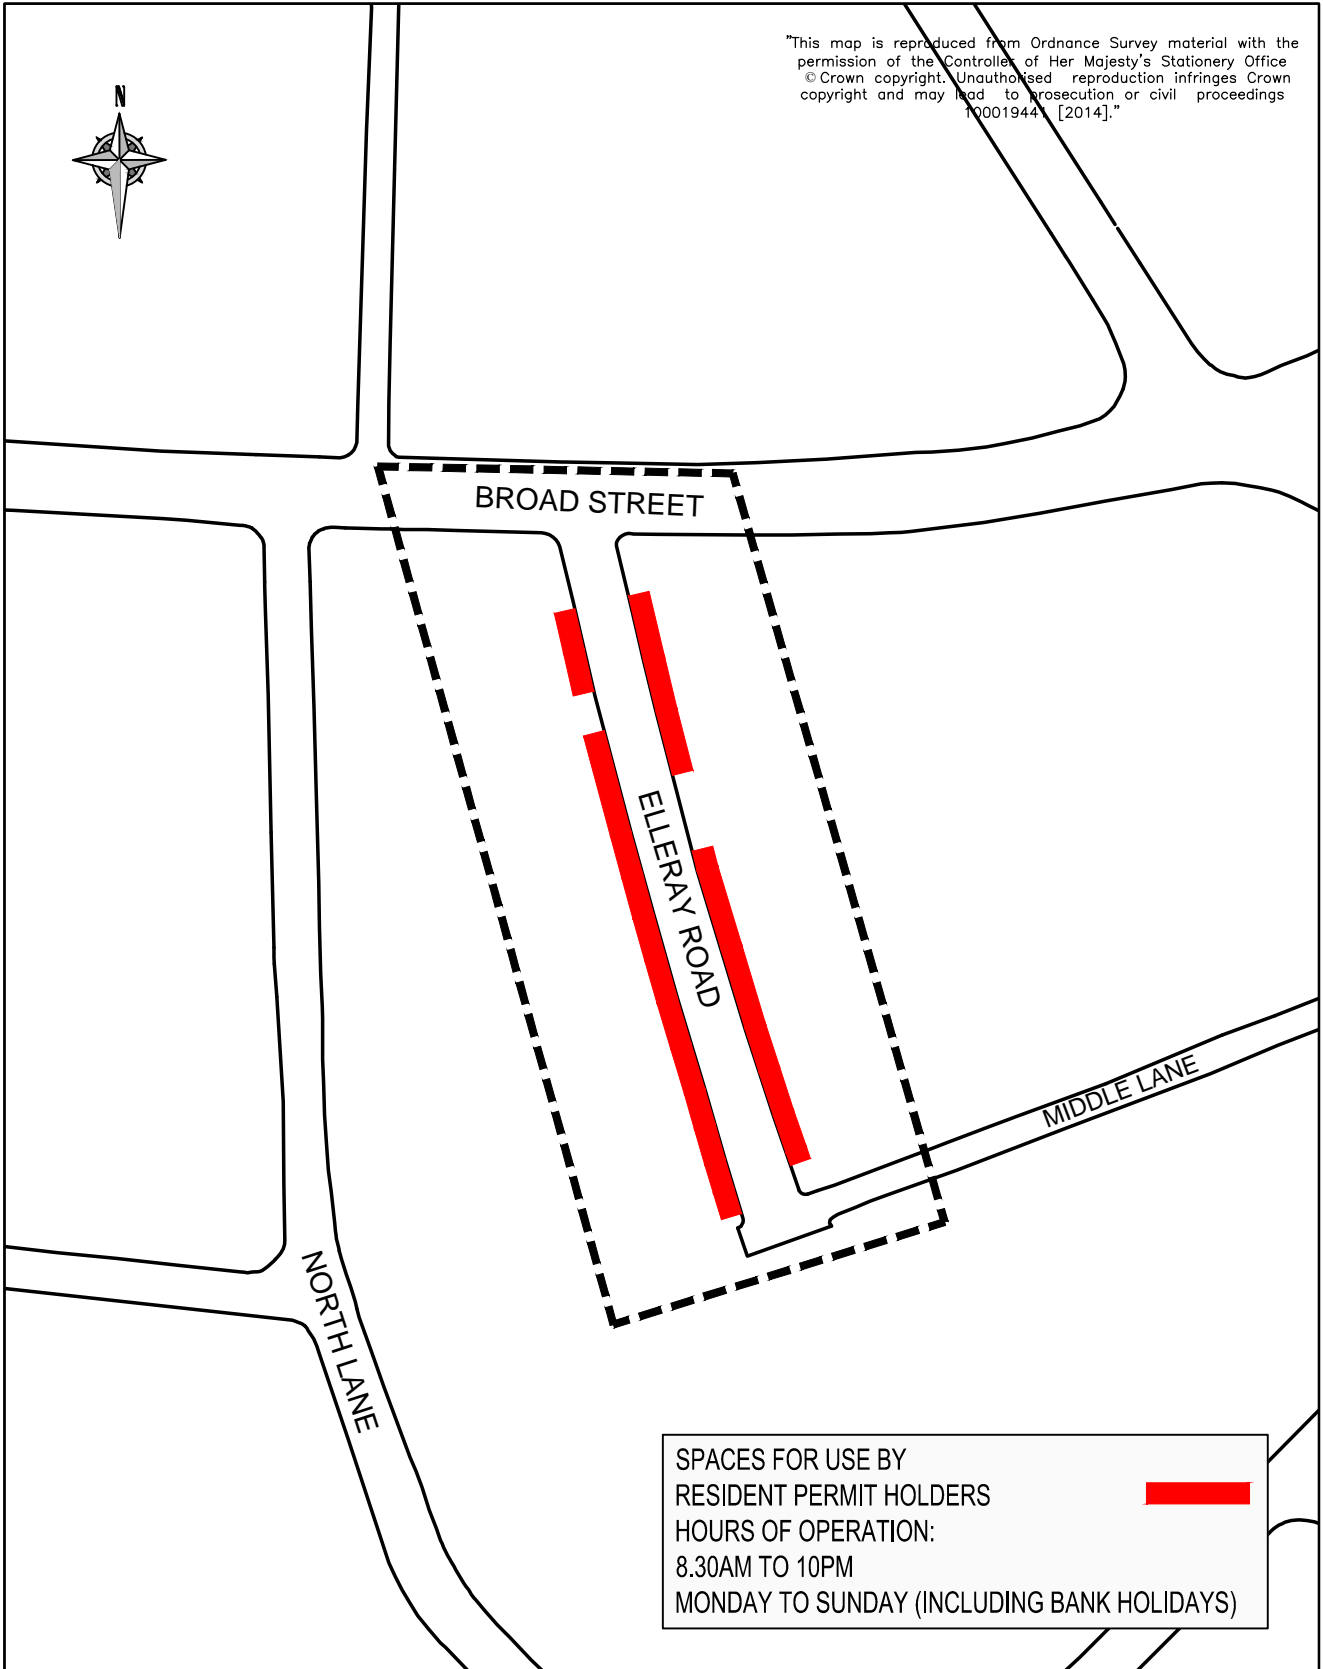 "This map is reproduced from Ordnance Survey material with the
permission of the Controller of Her Majesty's Stationery Office
© Crown copyright. Unauthorised reproduction infringes Crown
copyright and may lead to prosecution or civil proceedings
100019441 [2014]."
N
BROAD STREET
ELLERAY ROAD
MIDDLE LANE
NORTH LANE
SPACES FOR USE BY
RESIDENT PERMIT HOLDERS
HOURS OF OPERATION:
8.30AM TO 10PM
MONDAY TO SUNDAY (INCLUDING BANK HOLIDAYS)